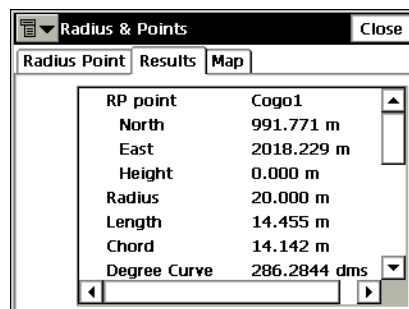 Radius & Points Close
Radius Point Results Map
RP point Cogo1
North 991.771 m
East 2018.229 m
Height 0.000 m
Radius 20.000 m
Length 14.455 m
Chord 14.142 m
Degree Curve 286.2844 dms